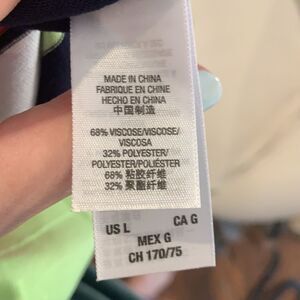 MADE IN CHINA
FABRIQUE EN CHINE
HECHO EN CHINA
中国制造
68% VISCOSE/VISCOSE/
VISCOSA
32% POLYESTER/
POLYESTER/POLIÉSTER
68% 粘胶纤维
32% 聚酯纤维
US L CA G
MEX G
CH 170/75